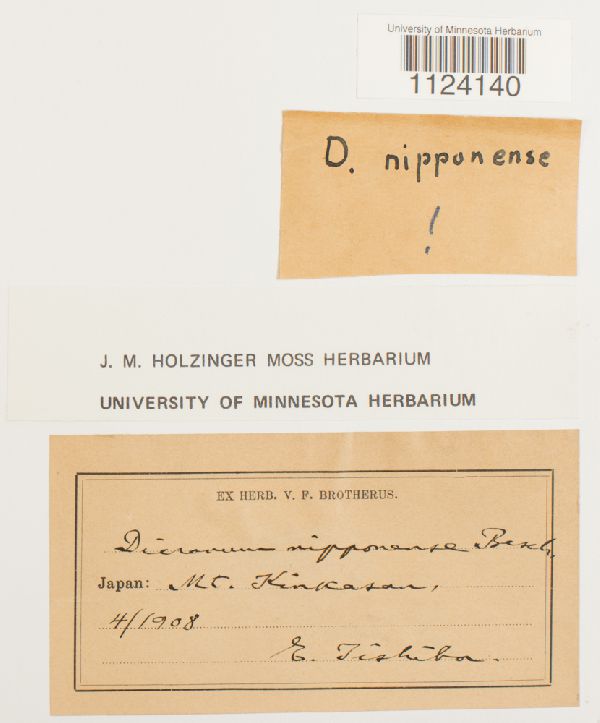 University of Minnesota Herbarium
1124140
D. nipponense
!
J. M. HOLZINGER MOSS HERBARIUM
UNIVERSITY OF MINNESOTA HERBARIUM
EX HERB. V. F. BROTHERUS.
Dicranum nipponense Besch.
Japan: Mt. Kinkasan,
4/1908
E. Tishiba.